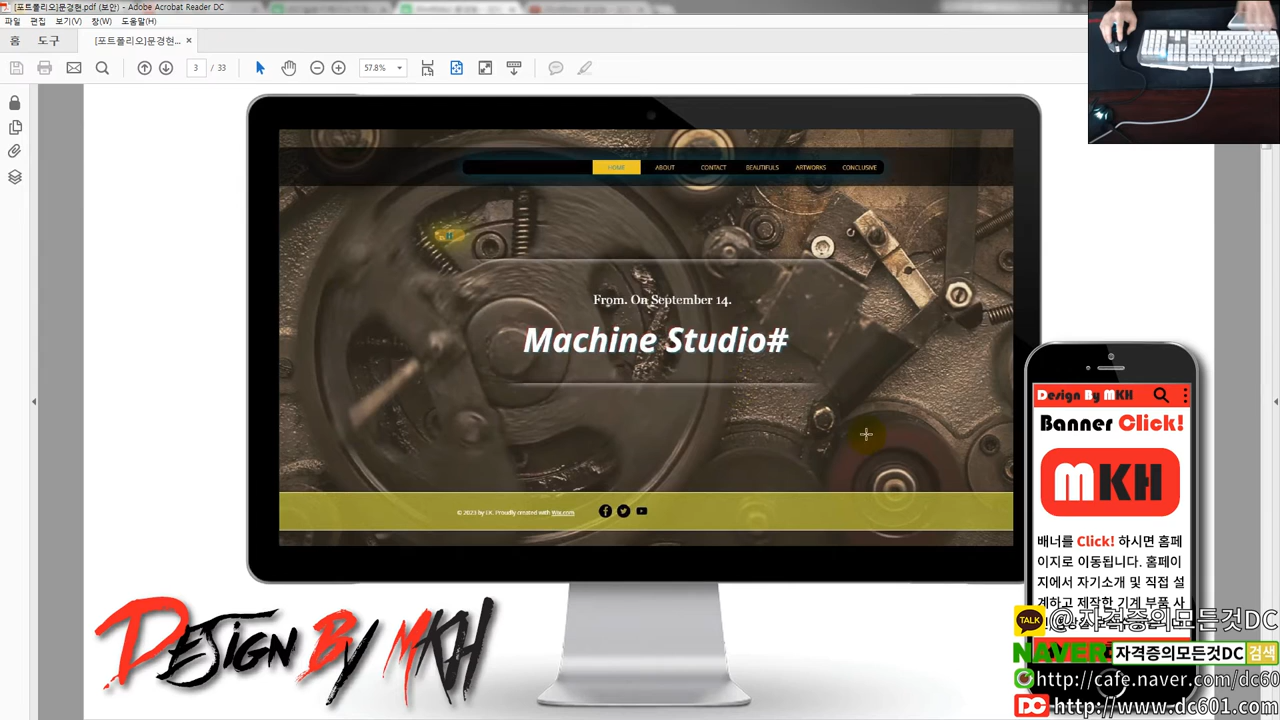 [포트폴리오]문경현.pdf (보안) - Adobe Acrobat Reader DC
파일 편집 보기(V) 창(W) 도움말(H)
홈 도구 [포트폴리오]문경현... ×
3 / 33 57.8%
HOME ABOUT CONTACT BEAUTIFULS ARTWORKS CONCLUSIVE
From. On September 14.
Machine Studio#
© 2023 by I.K. Proudly created with Wix.com
Design By MKH
Design By MKH
Banner Click!
MKH
배너를 Click! 하시면 홈페
이지로 이동됩니다. 홈페이
지에서 자기소개 및 직접 설
계하고 제작한 기계 부품 사
TALK @자격증의모든것DC
NAVER 자격증의모든것DC 검색
http://cafe.naver.com/dc60
DC http://www.dc601.com